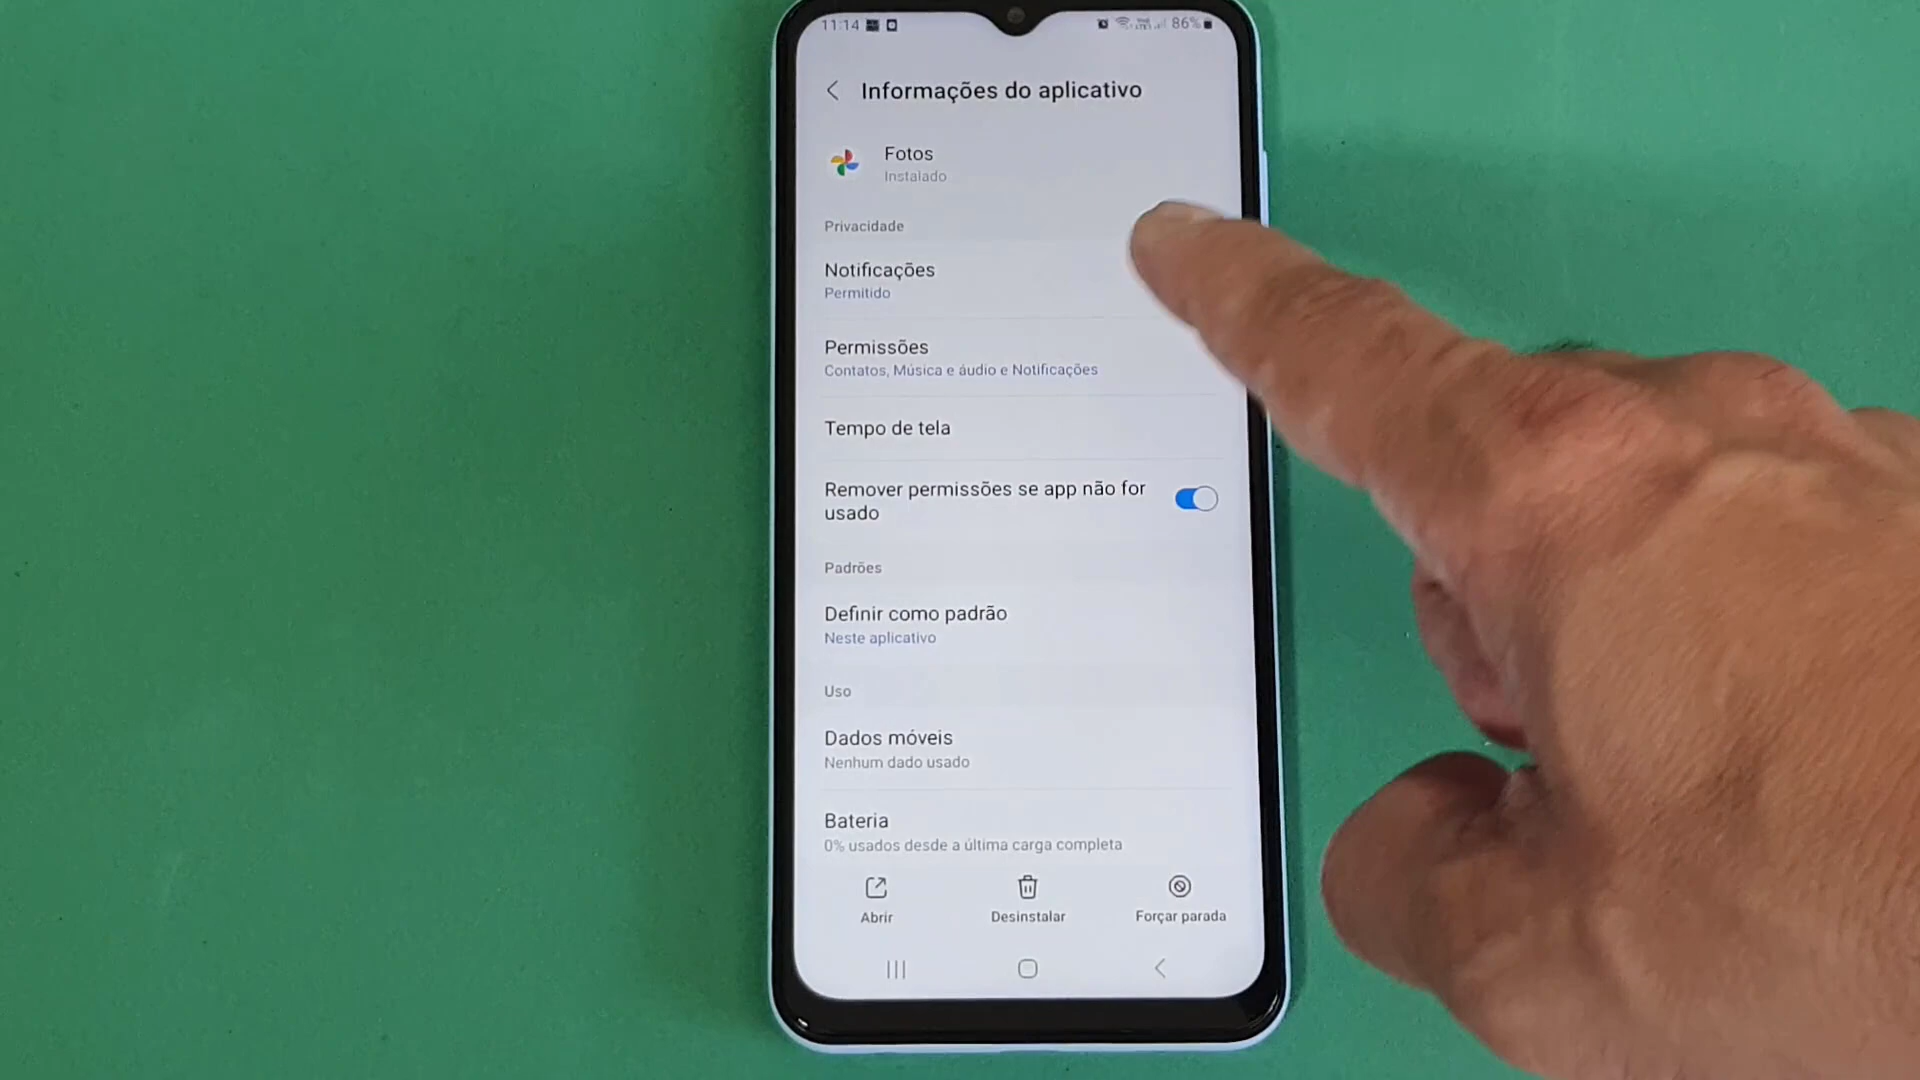 11:14
86%
Informações do aplicativo
Fotos
Instalado
Privacidade
Notificações
Permitido
Permissões
Contatos, Música e áudio e Notificações
Tempo de tela
Remover permissões se app não for
usado
Padrões
Definir como padrão
Neste aplicativo
Uso
Dados móveis
Nenhum dado usado
Bateria
0% usados desde a última carga completa
Abrir
Desinstalar
Forçar parada